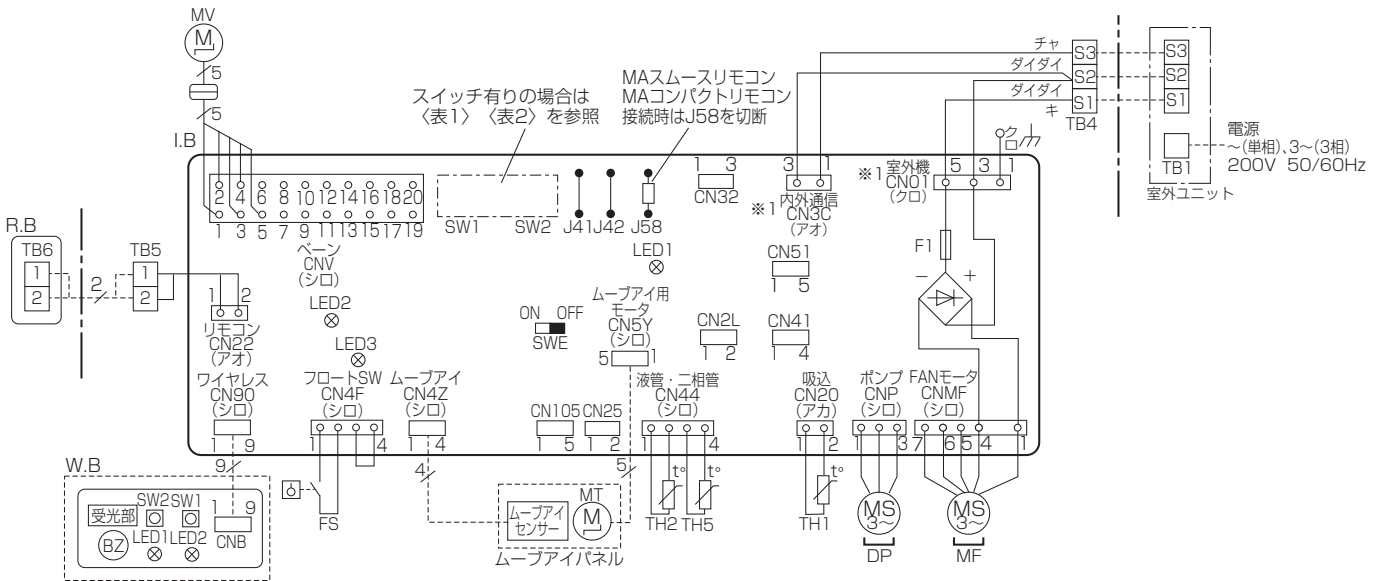 MV
M
5
5
I.B
スイッチ有りの場合は
〈表1〉〈表2〉を参照
MAスムースリモコン
MAコンパクトリモコン
接続時はJ58を切断
チャ
ダイダイ
ダイダイ
キ
S3
S2
S1
TB4
S3
S2
S1
TB1
室外ユニット
電源
~(単相)、3~(3相)
200V 50/60Hz
クロ
2 4 6 8 10 12 14 16 18 20
1 3 5 7 9 11 13 15 17 19
ベーン
CNV
(シロ)
SW1 SW2
J41 J42 J58
1 3
CN32
3 1
※1 内外通信
CN3C
(アオ)
※1 室外機
CN01
(クロ)
5 3 1
F1
− +
LED1
CN51
1 5
R.B
TB6
1
2
2
TB5
1
2
1 2
リモコン
CN22
(アオ)
LED2
LED3
ON OFF
SWE
ムーブアイ用
モータ
CN5Y
(シロ)
5 1
CN2L
1 2
CN41
1 4
ワイヤレス
CN90
(シロ)
1 9
フロートSW
CN4F
(シロ)
1 4
ムーブアイ
CN4Z
(シロ)
1 4
CN105
1 5
CN25
1 2
液管・二相管
CN44
(シロ)
1 4
吸込
CN20
(アカ)
1 2
ポンプ
CNP
(シロ)
1 3
FANモータ
CNMF
(シロ)
7 6 5 4 1
9
4
5
W.B
受光部
BZ
SW2 SW1
LED1 LED2
1 9
CNB
FS
ムーブアイ
センサー
MT
M
ムーブアイパネル
t°
t°
TH2 TH5
t°
TH1
MS
3~
DP
MS
3~
MF